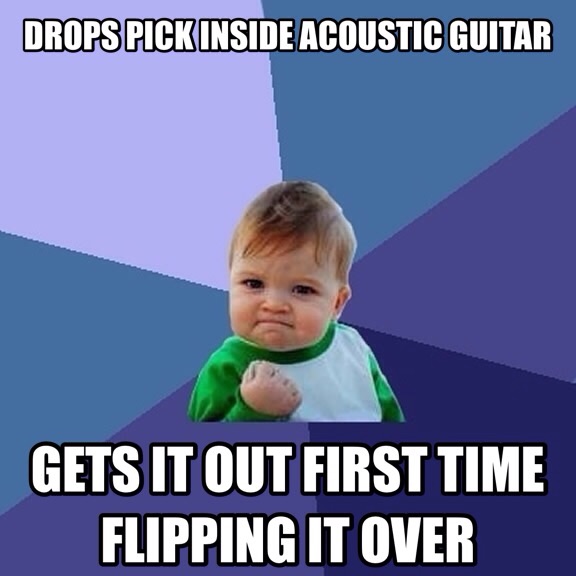 DROPS PICK INSIDE ACOUSTIC GUITAR
GETS IT OUT FIRST TIME
FLIPPING IT OVER